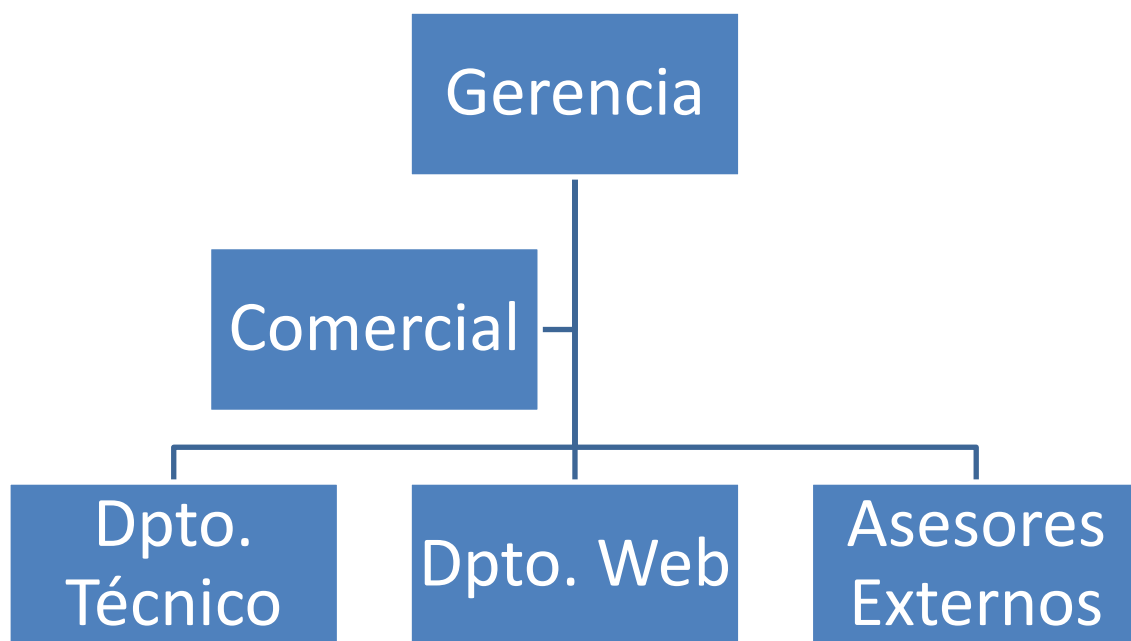 Gerencia
Comercial
Dpto.
Técnico
Dpto. Web
Asesores
Externos